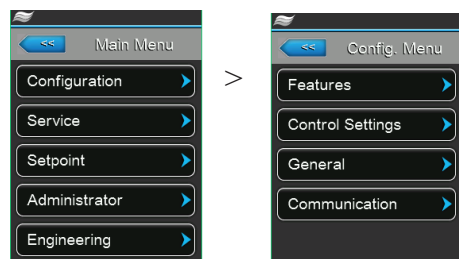 << Main Menu
Configuration
Service
Setpoint
Administrator
Engineering
>
<< Config. Menu
Features
Control Settings
General
Communication